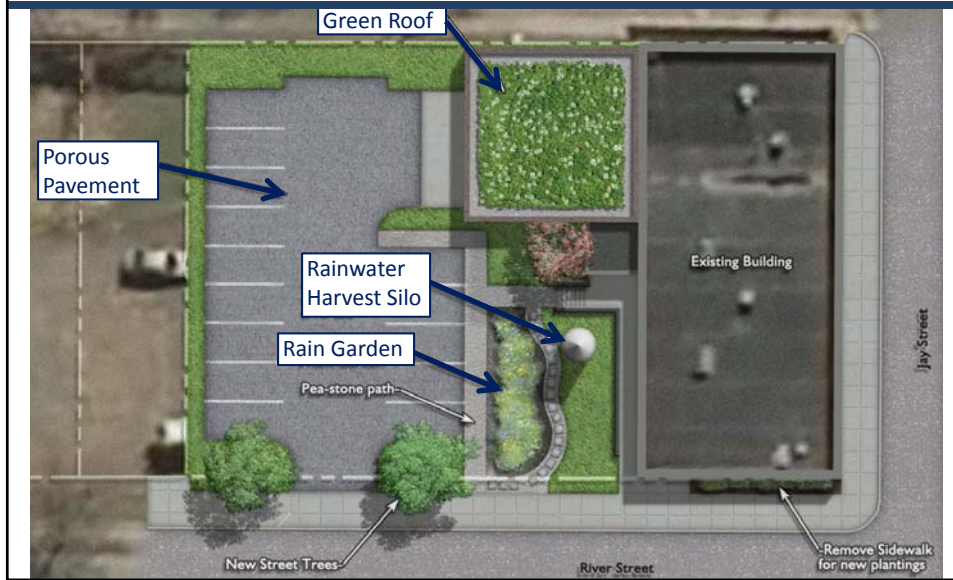 Green Roof
Porous
Pavement
Existing Building
Rainwater
Harvest Silo
Jay Street
Rain Garden
Pea-stone path
New Street Trees
River Street
Remove Sidewalk
for new plantings